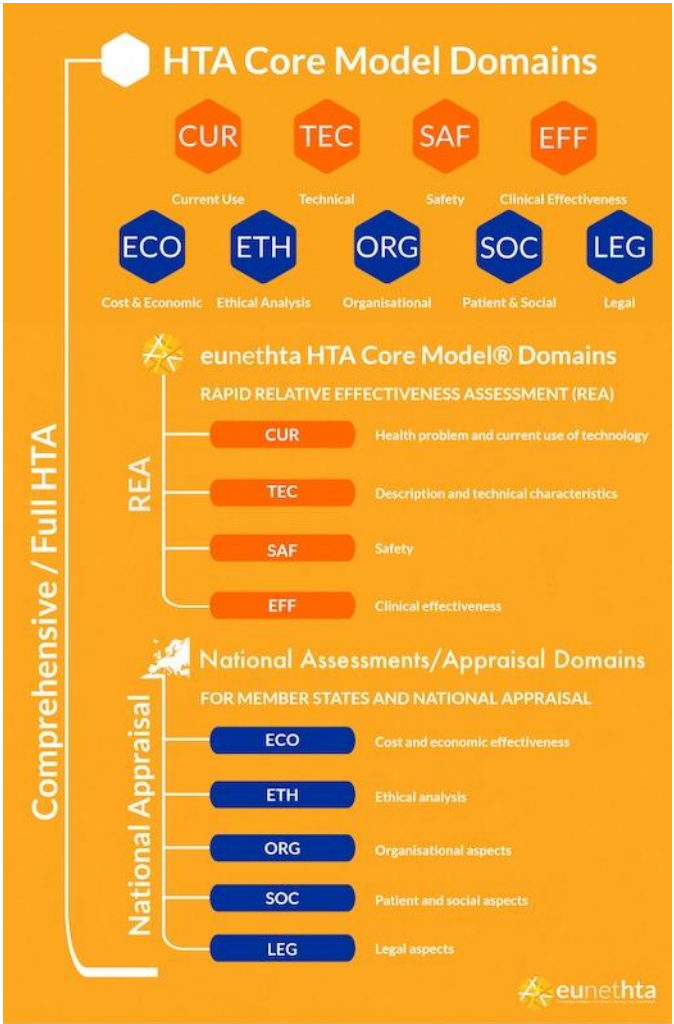 HTA Core Model Domains
CUR TEC SAF EFF
Current Use Technical Safety Clinical Effectiveness
ECO ETH ORG SOC LEG
Cost & Economic Ethical Analysis Organisational Patient & Social Legal
Comprehensive / Full HTA
eunethta HTA Core Model® Domains
RAPID RELATIVE EFFECTIVENESS ASSESSMENT (REA)
REA
CUR Health problem and current use of technology
TEC Description and technical characteristics
SAF Safety
EFF Clinical effectiveness
National Assessments/Appraisal Domains
FOR MEMBER STATES AND NATIONAL APPRAISAL
National Appraisal
ECO Cost and economic effectiveness
ETH Ethical analysis
ORG Organisational aspects
SOC Patient and social aspects
LEG Legal aspects
eunethta